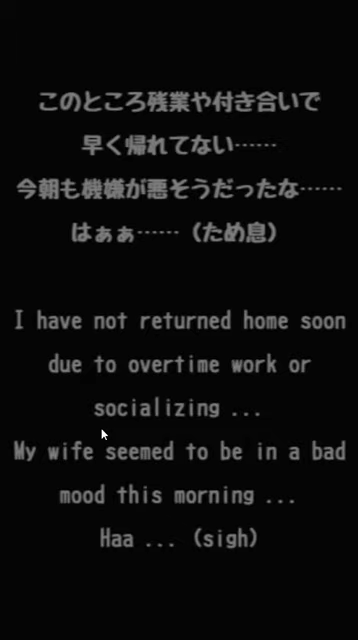 このところ残業や付き合いで
早く帰れてない……
今朝も機嫌が悪そうだったな……
はぁぁ……（ため息）
I have not returned home soon
due to overtime work or
socializing ...
My wife seemed to be in a bad
mood this morning ...
Haa ... (sigh)